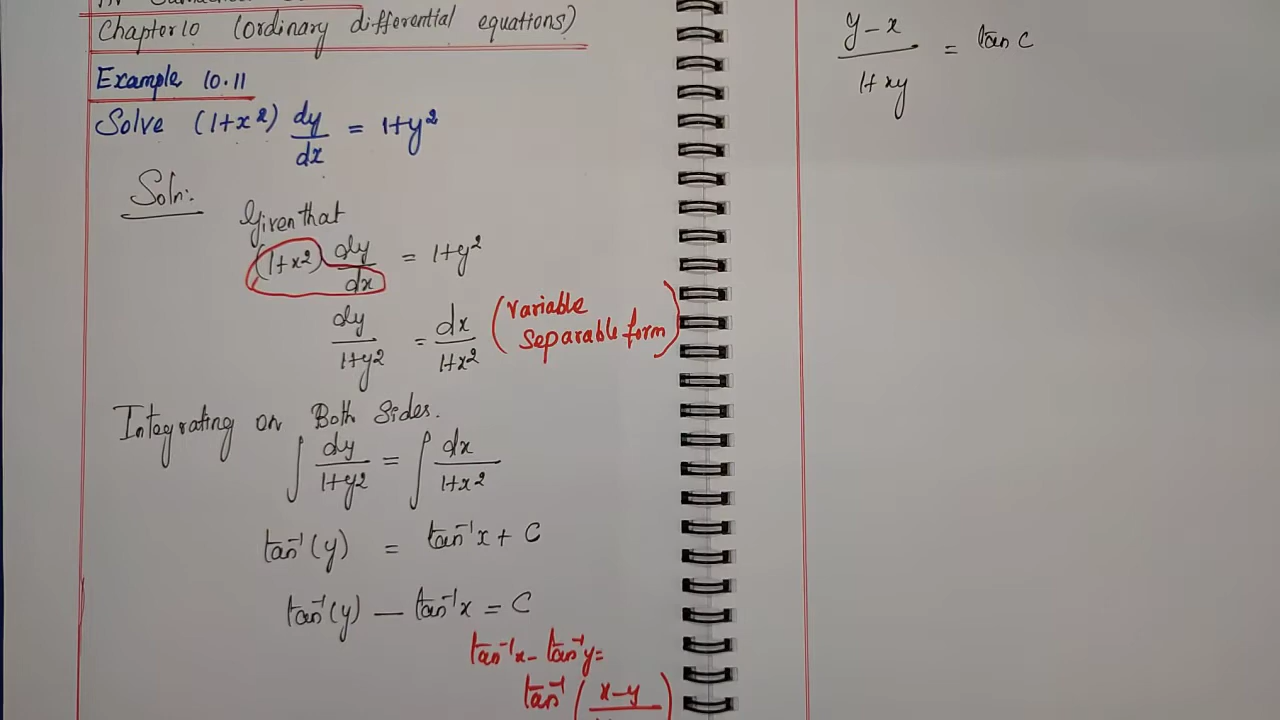 Chapter 10 (ordinary differential equations)
Example 10.11
Solve (1+x²) dy/dx = 1+y²
Soln:
Given that
(1+x²) dy/dx = 1+y²
dy/1+y² = dx/1+x² (variable separable form)
Integrating on Both Sides.
∫ dy/1+y² = ∫ dx/1+x²
tan⁻¹(y) = tan⁻¹x + C
tan⁻¹(y) — tan⁻¹x = C
tan⁻¹x - tan⁻¹y =
tan⁻¹ ( x-y
y-x/1+xy = tan C